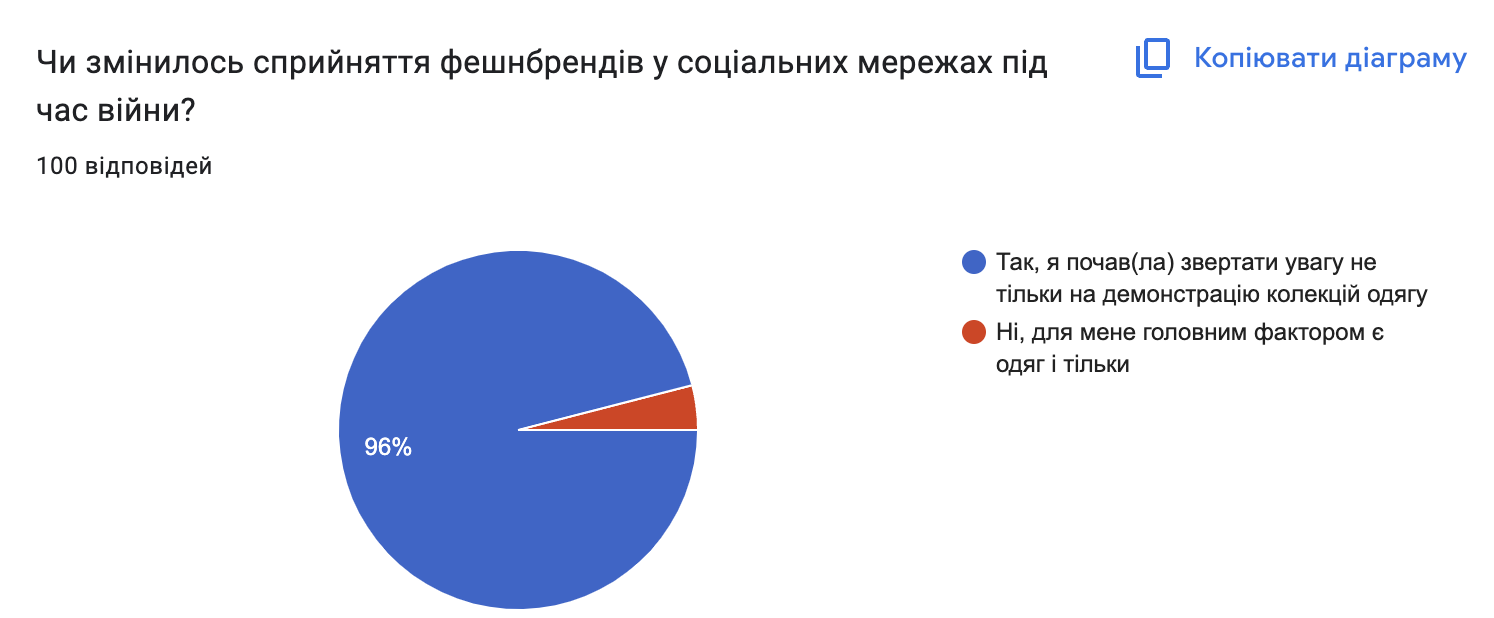 Чи змінилось сприйняття фешнбрендів у соціальних мережах під
час війни?
Копіювати діаграму
100 відповідей
96%
Так, я почав(ла) звертати увагу не
тільки на демонстрацію колекцій одягу
Ні, для мене головним фактором є
одяг і тільки